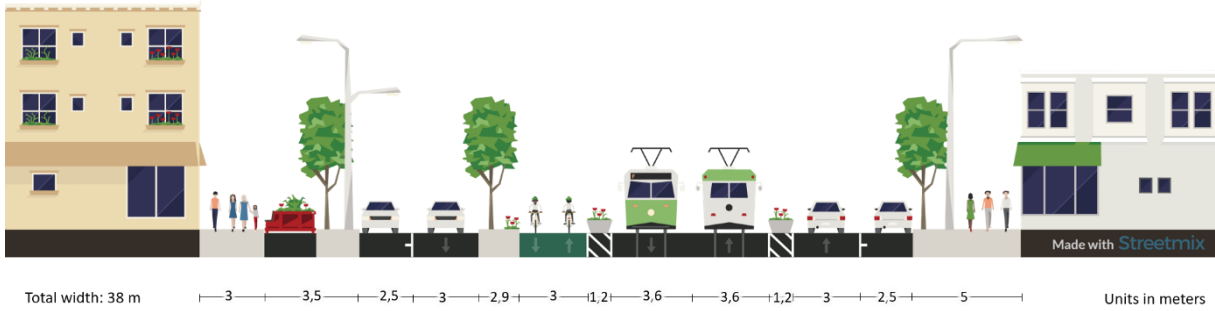 Made with Streetmix
Total width: 38 m
3 3,5 2,5 3 2,9 3 1,2 3,6 3,6 1,2 3 2,5 5
Units in meters